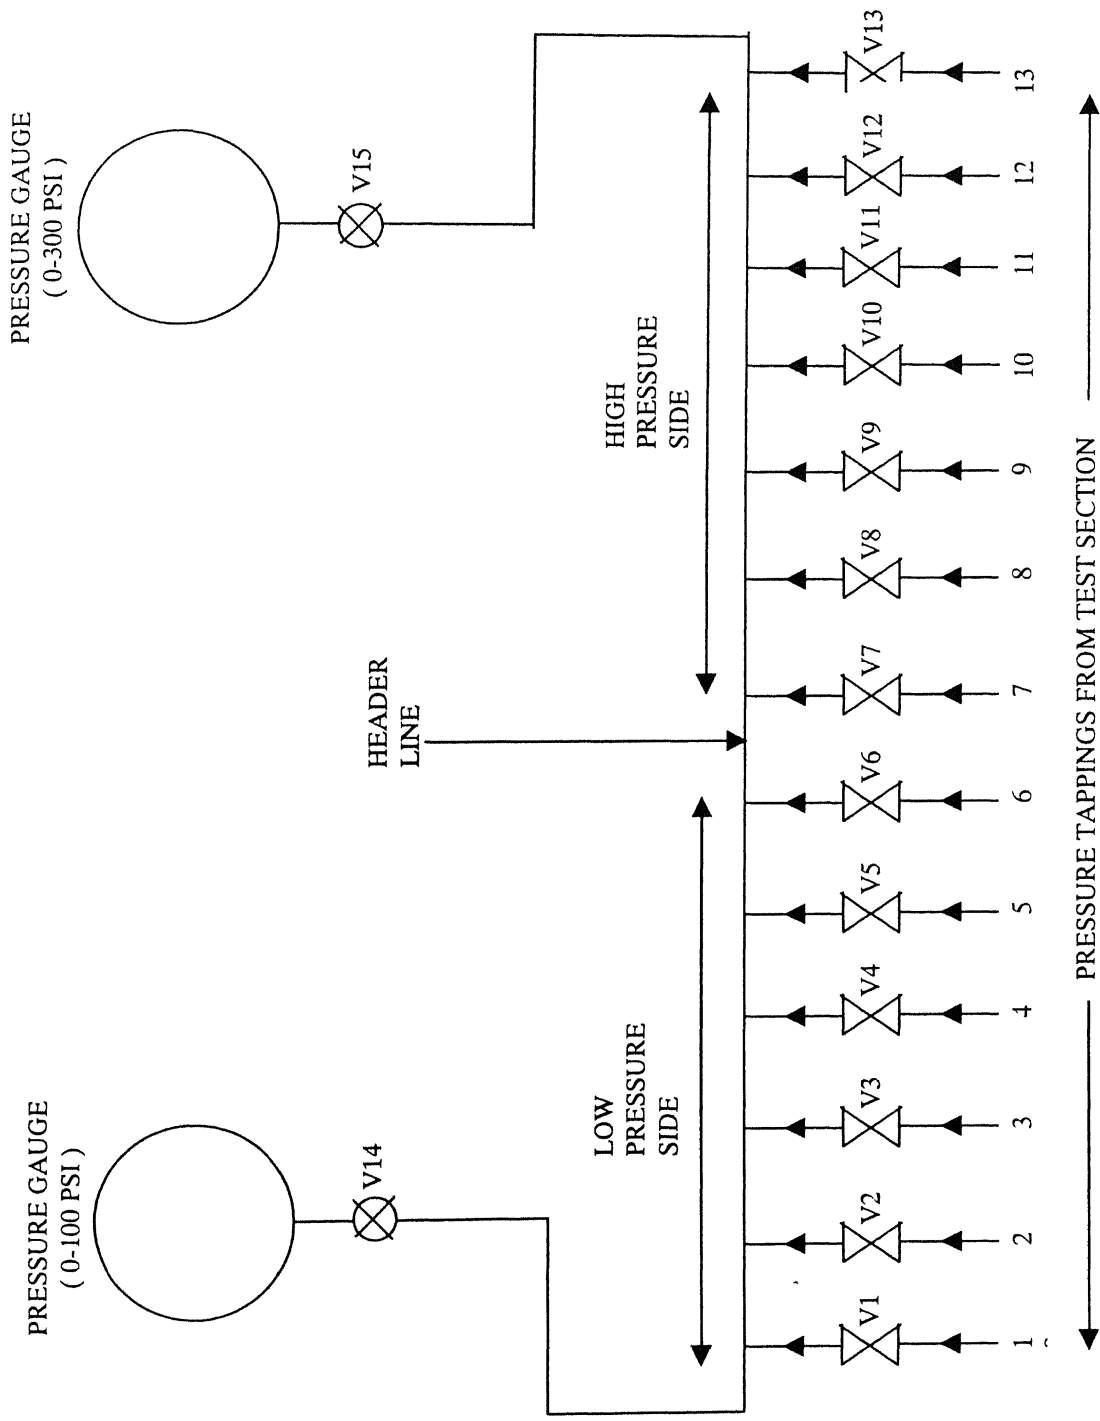 PRESSURE GAUGE
( 0-100 PSI )
PRESSURE GAUGE
( 0-300 PSI )
V14
V15
HEADER
LINE
LOW
PRESSURE
SIDE
HIGH
PRESSURE
SIDE
V1 V2 V3 V4 V5 V6 V7 V8 V9 V10 V11 V12 V13
1 2 3 4 5 6 7 8 9 10 11 12 13
PRESSURE TAPPINGS FROM TEST SECTION